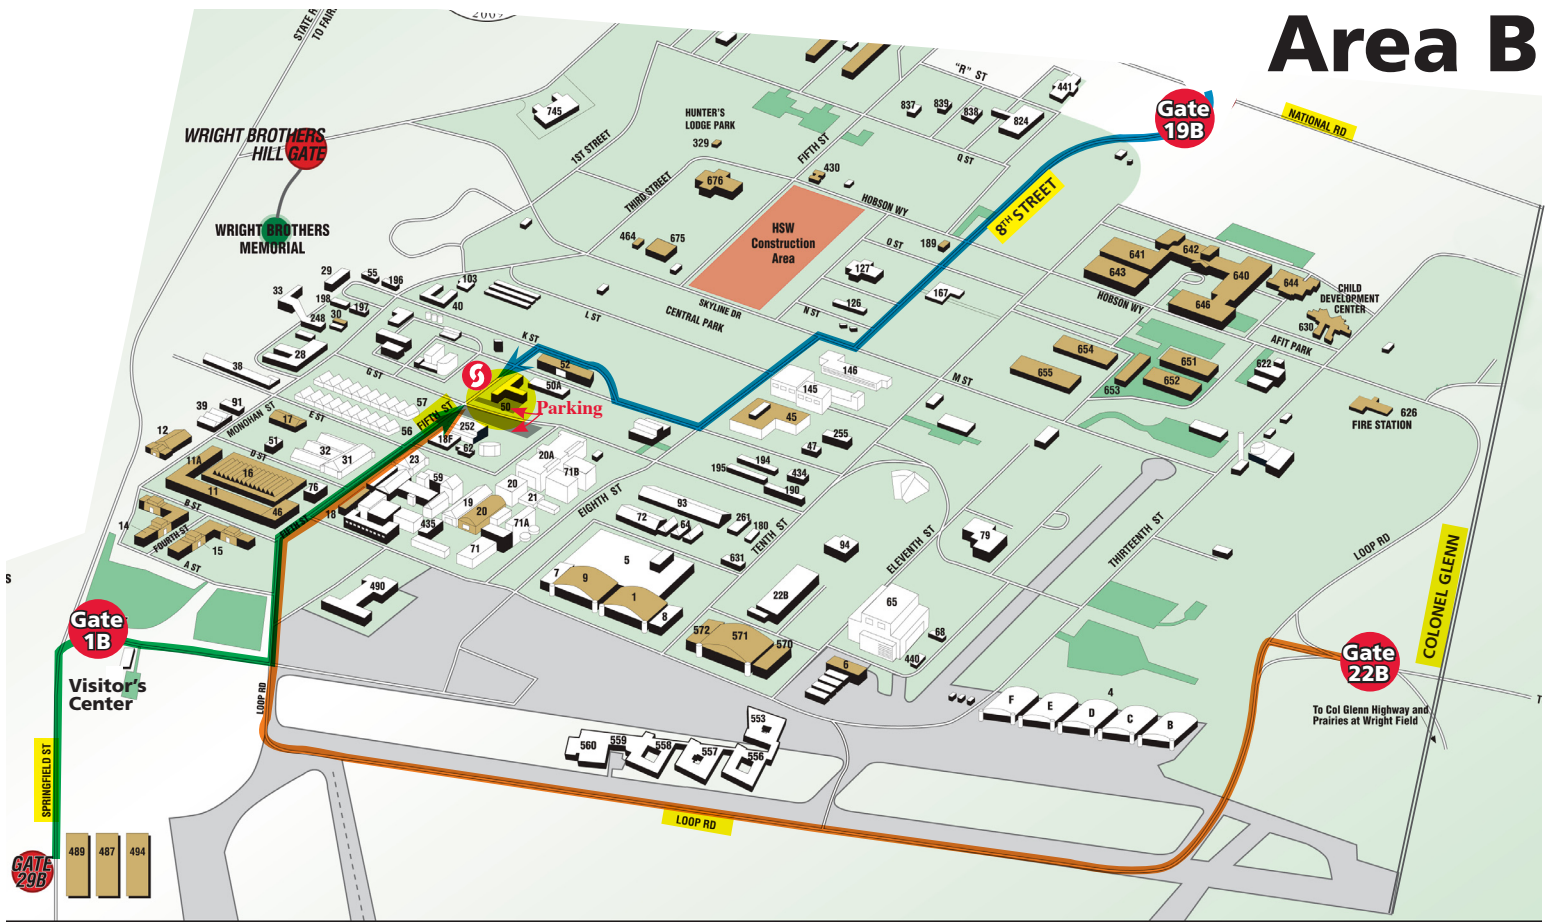 2009
Area B
STATE R
TO FAIR
"R" ST
441
Gate
19B
NATIONAL RD
745
837
839
838
824
HUNTER'S
LODGE PARK
329
WRIGHT BROTHERS
HILL GATE
1ST STREET
FIFTH ST
Q ST
430
THIRD STREET
676
HOBSON WY
8TH STREET
WRIGHT BROTHERS
MEMORIAL
HSW
Construction
Area
464
675
O ST
189
641
642
643
640
644
646
HOBSON WY
CHILD
DEVELOPMENT
CENTER
630
29
55
196
103
127
167
33
198
197
40
SKYLINE DR
126
N ST
248
30
L ST
CENTRAL PARK
K ST
AFIT PARK
28
38
G ST
52
146
654
651
622
655
653
652
M ST
50A
145
39
91
57
50
Parking
FIFTH ST
MONOHAN ST
E ST
17
56
45
626
FIRE STATION
12
51
252
18F
62
255
47
D ST
32
31
11A
16
23
20A
71B
195
194
434
190
11
76
59
20
21
EIGHTH ST
93
B ST
46
18
19
20
71A
72
64
261
180
TENTH ST
14
FOURTH ST
15
FIFTH ST
435
71
631
94
ELEVENTH ST
79
THIRTEENTH ST
LOOP RD
A ST
5
7
9
1
8
490
22B
65
68
COLONEL GLENN
Gate
1B
572
571
570
6
440
Gate
22B
Visitor's
Center
LOOP RD
4
F
E
D
C
B
To Col Glenn Highway and
Prairies at Wright Field
T
S
553
560
559
558
557
556
SPRINGFIELD ST
LOOP RD
GATE
29B
489
487
494